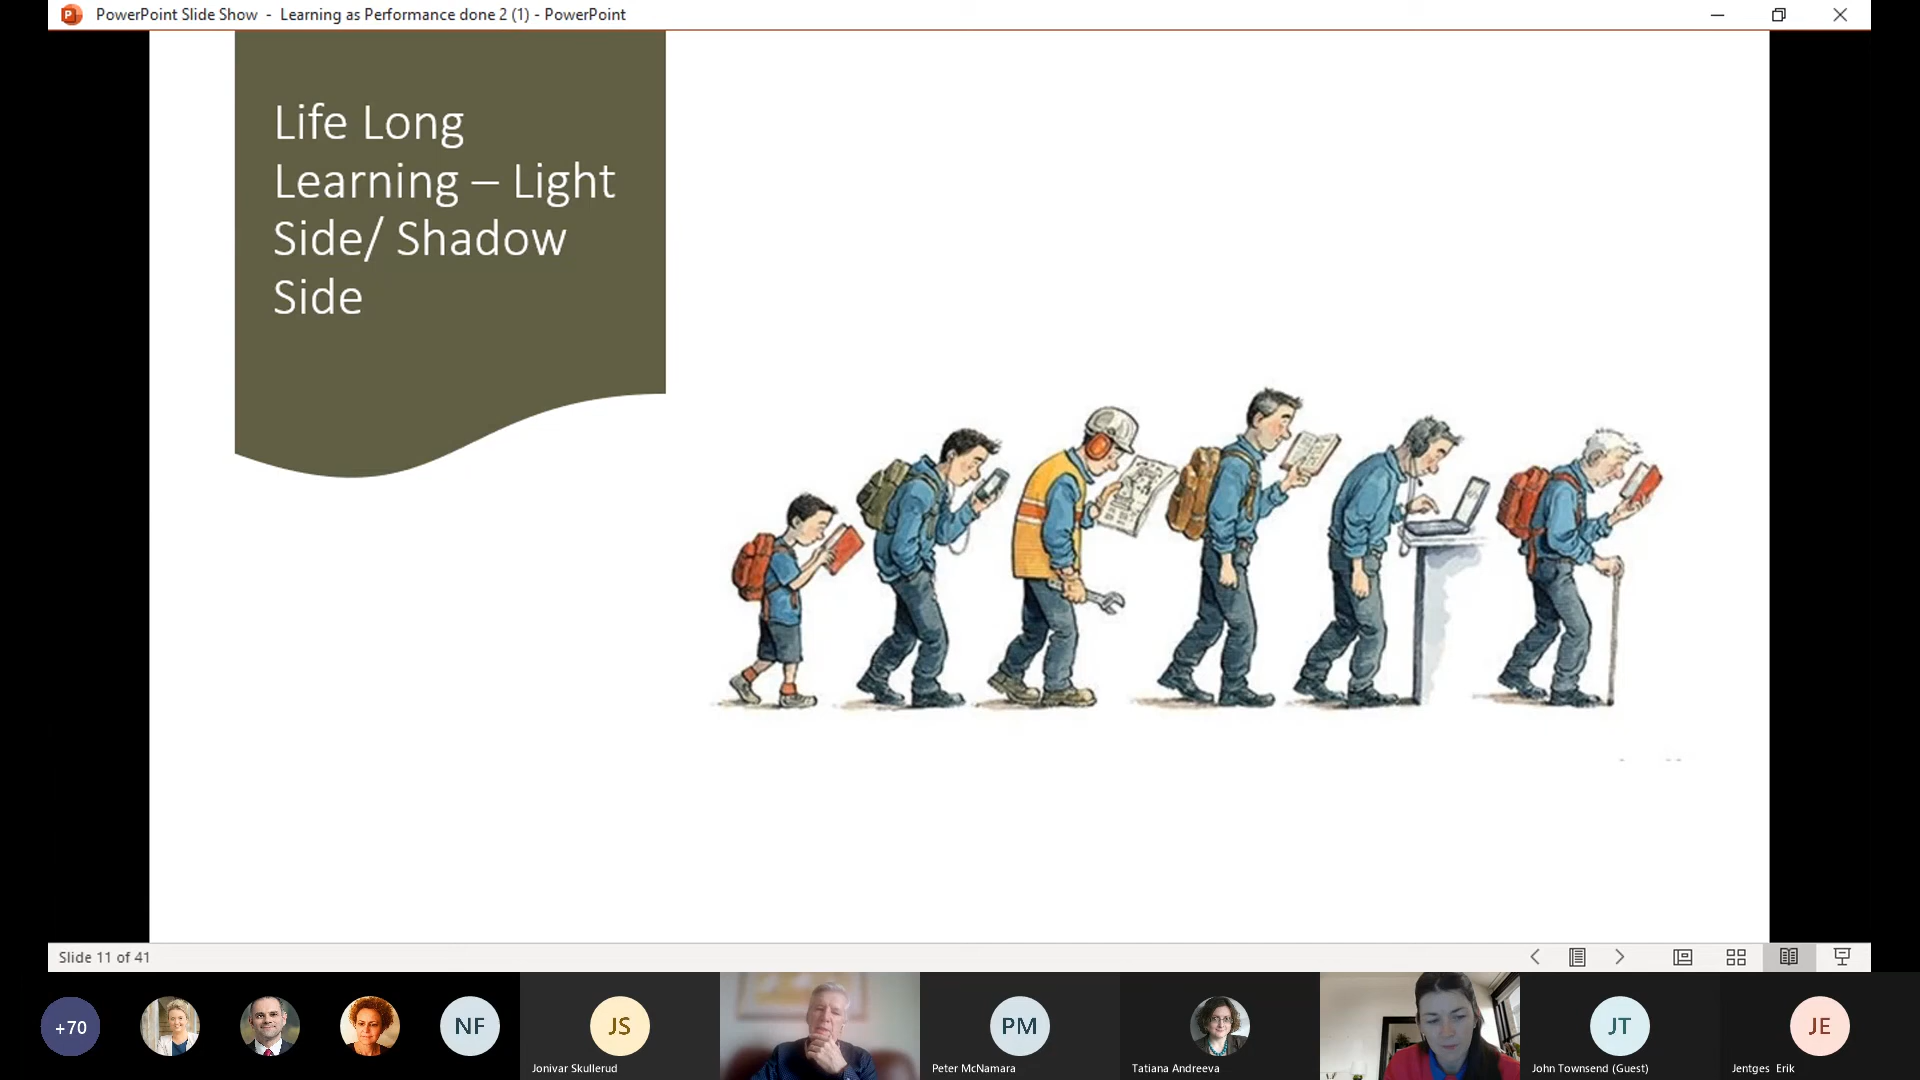 PowerPoint Slide Show - Learning as Performance done 2 (1) - PowerPoint
Life Long
Learning – Light
Side/ Shadow
Side
Slide 11 of 41
+70
NF
JS
Jonivar Skullerud
PM
Peter McNamara
Tatiana Andreeva
JT
John Townsend (Guest)
JE
Jentges Erik